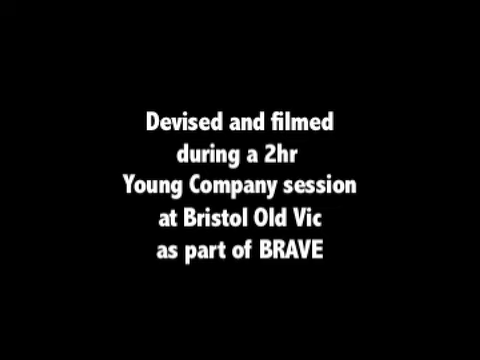 Devised and filmed
during a 2hr
Young Company session
at Bristol Old Vic
as part of BRAVE